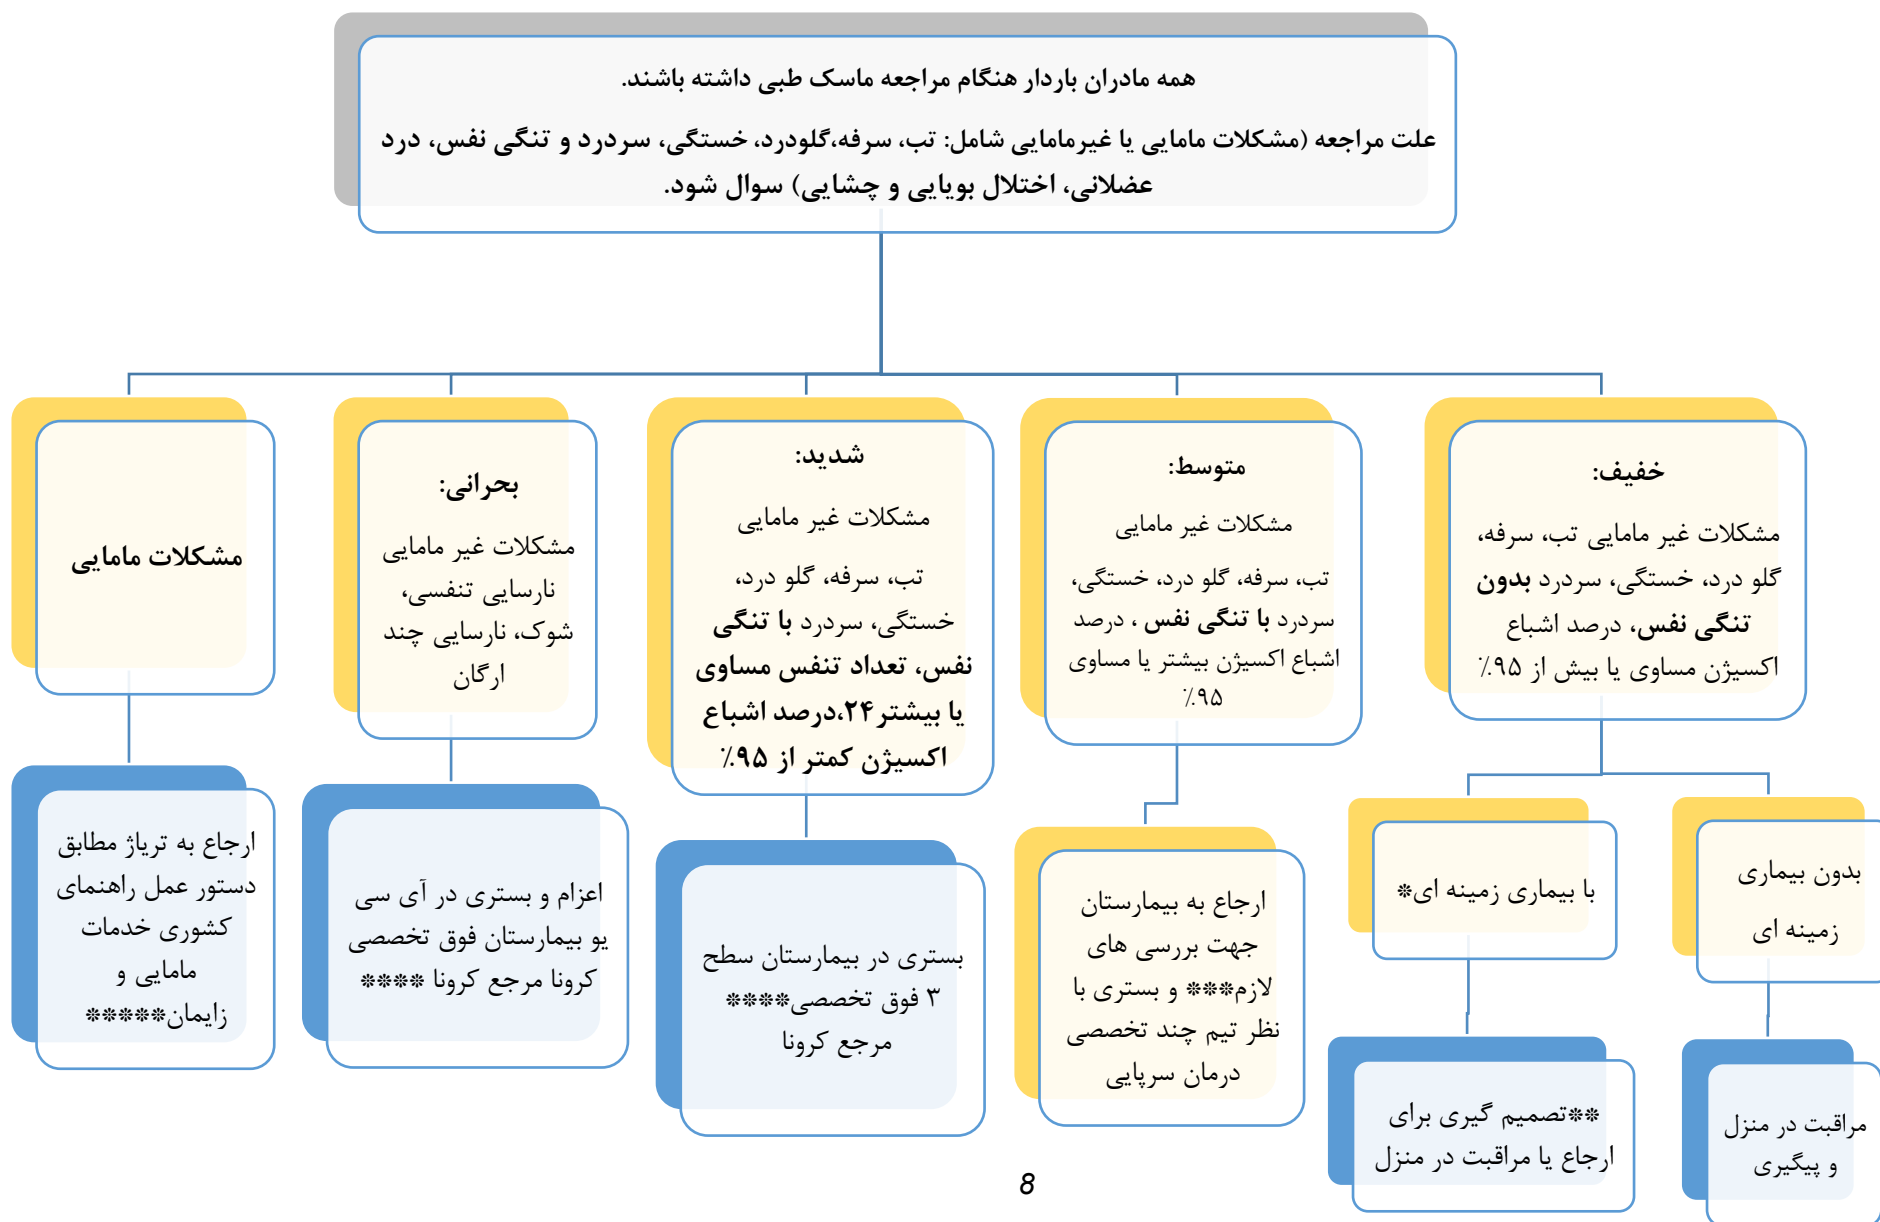 همه مادران باردار هنگام مراجعه ماسک طبی داشته باشند.
علت مراجعه (مشکلات مامایی یا غیرمامایی شامل: تب، سرفه،گلودرد، خستگی، سردرد و تنگی نفس، درد
عضلانی، اختلال بویایی و چشایی) سوال شود.
خفیف:
مشکلات غیر مامایی تب، سرفه،
گلو درد، خستگی، سردرد بدون
تنگی نفس، درصد اشباع
اکسیژن مساوی یا بیش از ۹۵٪
متوسط:
مشکلات غیر مامایی
تب، سرفه، گلو درد، خستگی،
سردرد با تنگی نفس ، درصد
اشباع اکسیژن بیشتر یا مساوی
۹۵٪
شدید:
مشکلات غیر مامایی
تب، سرفه، گلو درد،
خستگی، سردرد با تنگی
نفس، تعداد تنفس مساوی
یا بیشتر۲۴،درصد اشباع
اکسیژن کمتر از ۹۵٪
بحرانی:
مشکلات غیر مامایی
نارسایی تنفسی،
شوک، نارسایی چند
ارگان
مشکلات مامایی
بدون بیماری
زمینه ای
با بیماری زمینه ای*
مراقبت در منزل
و پیگیری
**تصمیم گیری برای
ارجاع یا مراقبت در منزل
ارجاع به بیمارستان
جهت بررسی های
لازم*** و بستری با
نظر تیم چند تخصصی
درمان سرپایی
بستری در بیمارستان سطح
۳ فوق تخصصی****
مرجع کرونا
اعزام و بستری در آی سی
یو بیمارستان فوق تخصصی
کرونا مرجع کرونا ****
ارجاع به تریاژ مطابق
دستور عمل راهنمای
کشوری خدمات
مامایی و
زایمان*****
8